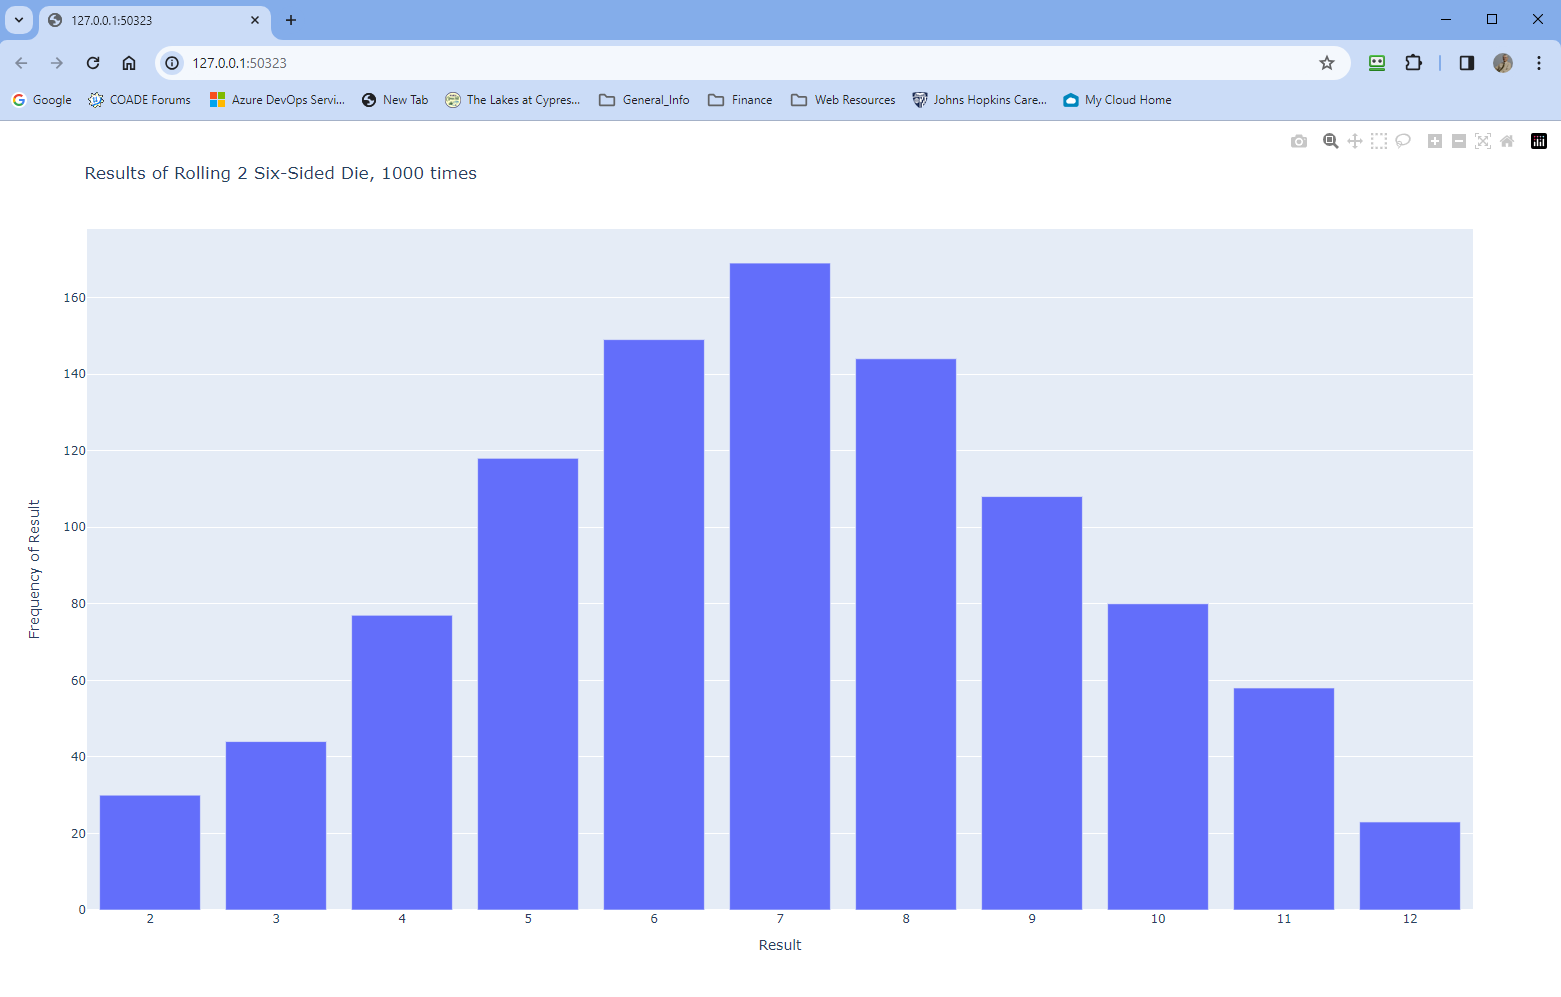 127.0.0.1:50323
127.0.0.1:50323
Google COADE Forums Azure DevOps Servi... New Tab The Lakes at Cypres... General_Info Finance Web Resources Johns Hopkins Care... My Cloud Home
Results of Rolling 2 Six-Sided Die, 1000 times
160
140
120
100
80
60
40
20
0
Frequency of Result
2 3 4 5 6 7 8 9 10 11 12
Result